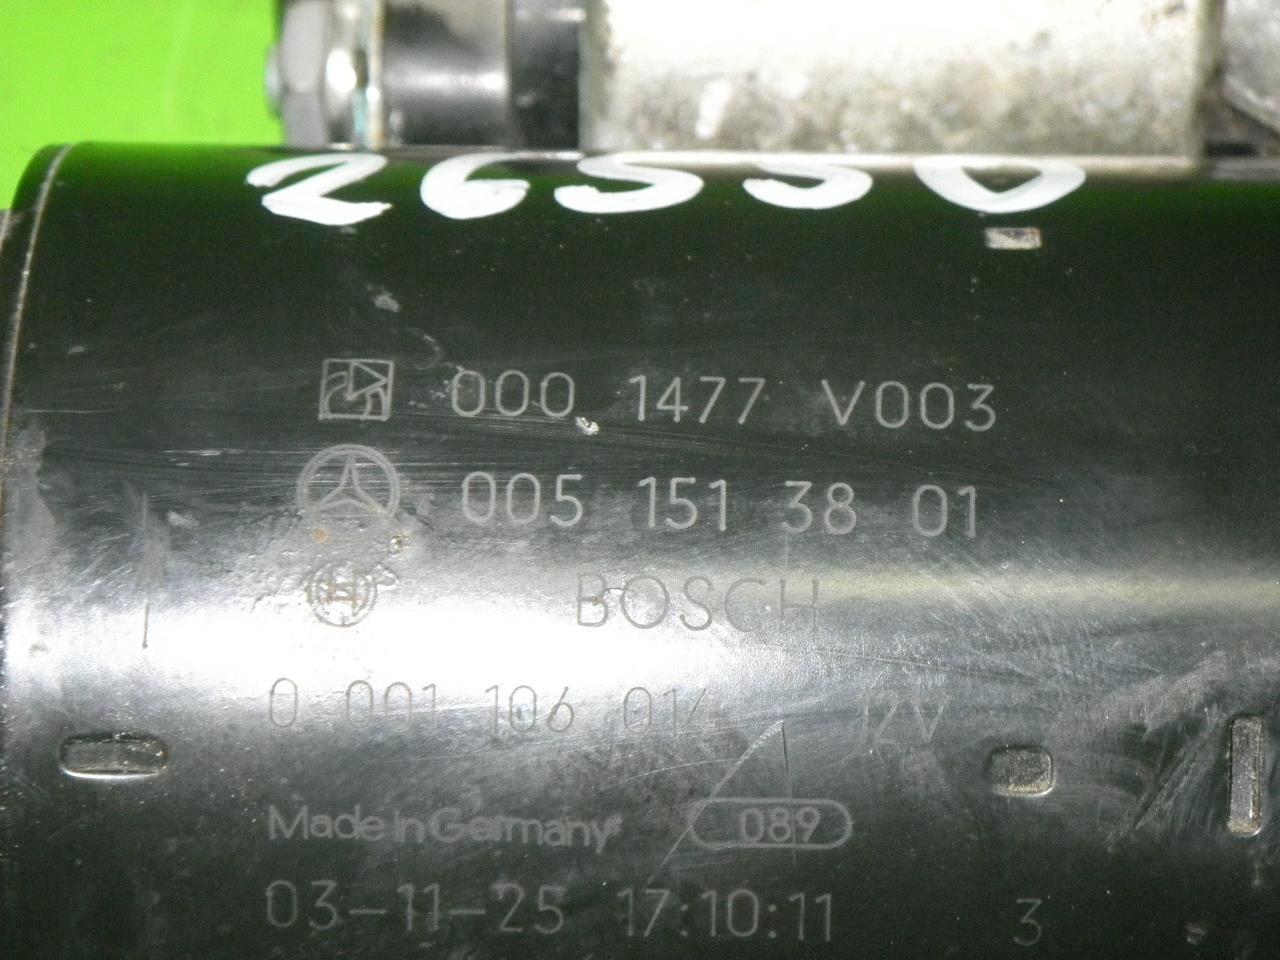 26550
000 1477 V003
005 151 38 01
BOSCH
0 001 106 014 12V
Made in Germany 089
03-11-25 17:10:11 3